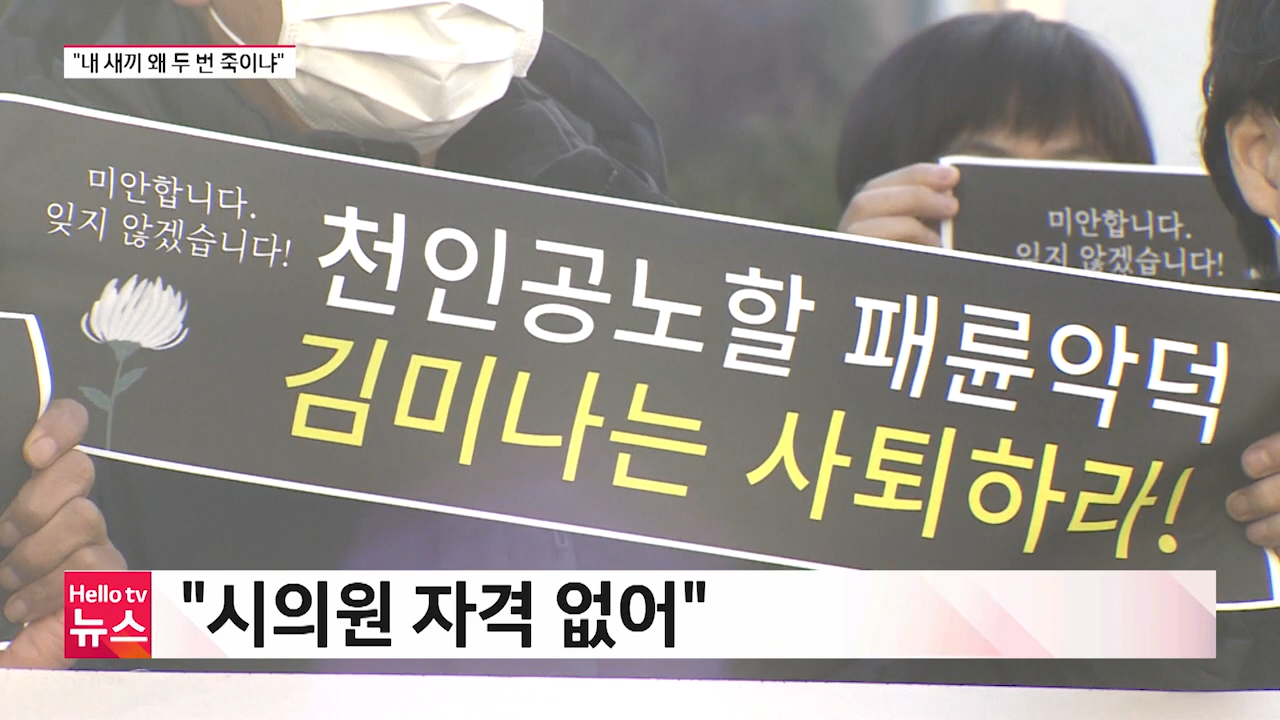 "내 새끼 왜 두 번 죽이냐"
미안합니다.
잊지 않겠습니다!
천인공노할 패륜악덕
김미나는 사퇴하라!
미안합니다.
잊지 않겠습니다!
Hello tv
뉴스
"시의원 자격 없어"